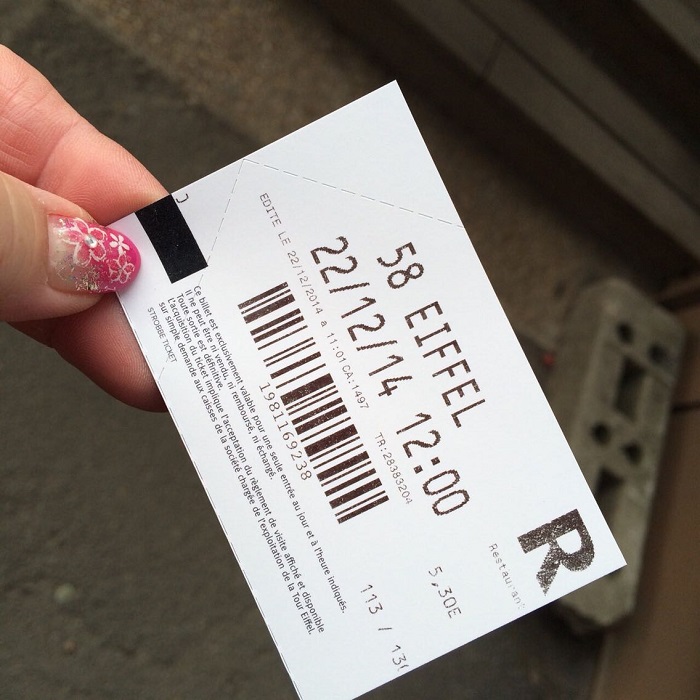 58 EIFFEL
22/12/14 12:00
EDITE LE 22/12/2014 a 11:01 CA:1497 TR:28383204
1981169238
Ce billet est exclusivement valable pour une seule entrée au jour et à l'heure indiqués.
Il ne peut être ni vendu, ni remboursé, ni échangé.
Toute sortie est définitive.
L'acquisition du ticket implique l'acceptation du règlement de visite affiché et disponible
sur simple demande aux caisses de la société chargée de l'exploitation de la Tour Eiffel.
STROBBE TICKET
R
Restaurant
5,30E
113 /